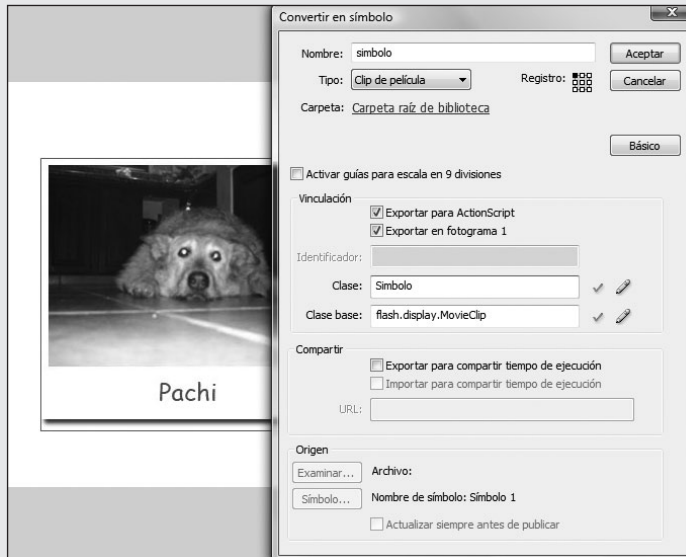 Convertir en símbolo
x
Nombre: simbolo
Aceptar
Tipo: Clip de película
Registro:
Cancelar
Carpeta: Carpeta raíz de biblioteca
Básico
Activar guías para escala en 9 divisiones
Vinculación
Exportar para ActionScript
Exportar en fotograma 1
Identificador:
Clase: Simbolo
Clase base: flash.display.MovieClip
Compartir
Exportar para compartir tiempo de ejecución
Importar para compartir tiempo de ejecución
URL:
Origen
Examinar... Archivo:
Símbolo... Nombre de símbolo: Símbolo 1
Actualizar siempre antes de publicar
Pachi